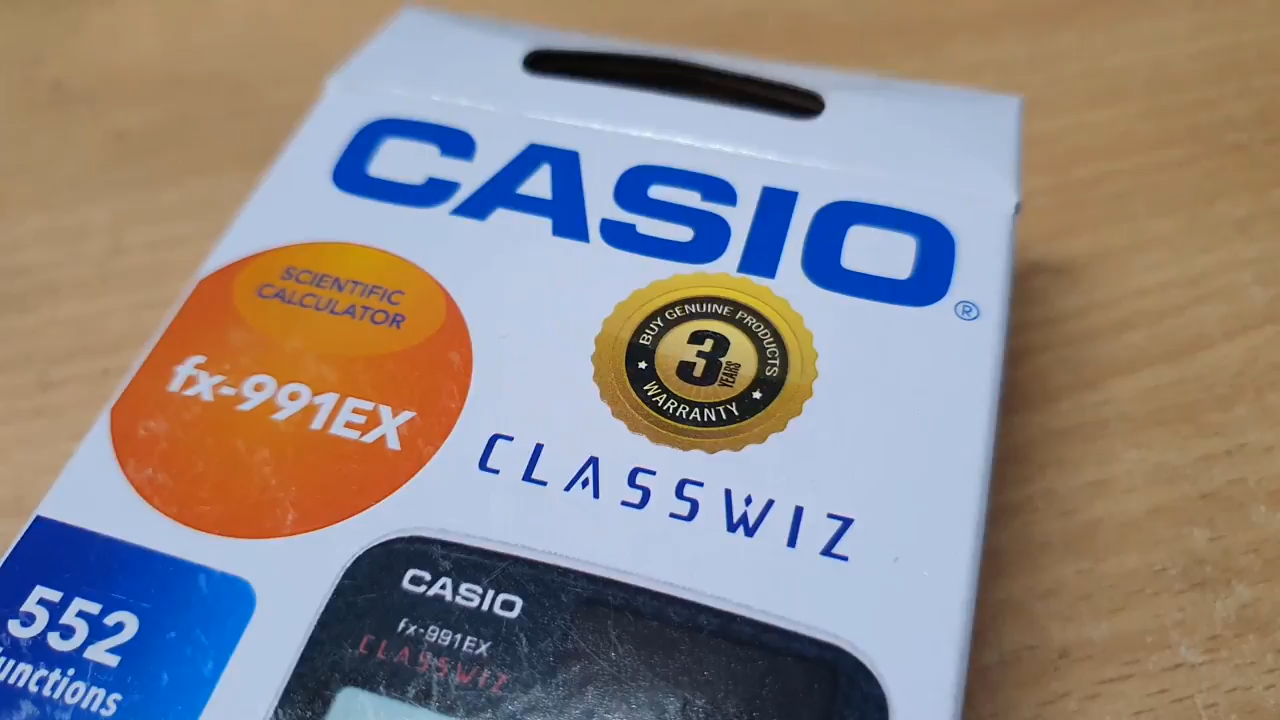 CASIO
®
SCIENTIFIC
CALCULATOR
fx-991EX
BUY GENUINE PRODUCTS
3
YEARS
WARRANTY
CLASSWIZ
552
unctions
CASIO
fx-991EX
CLASSWIZ